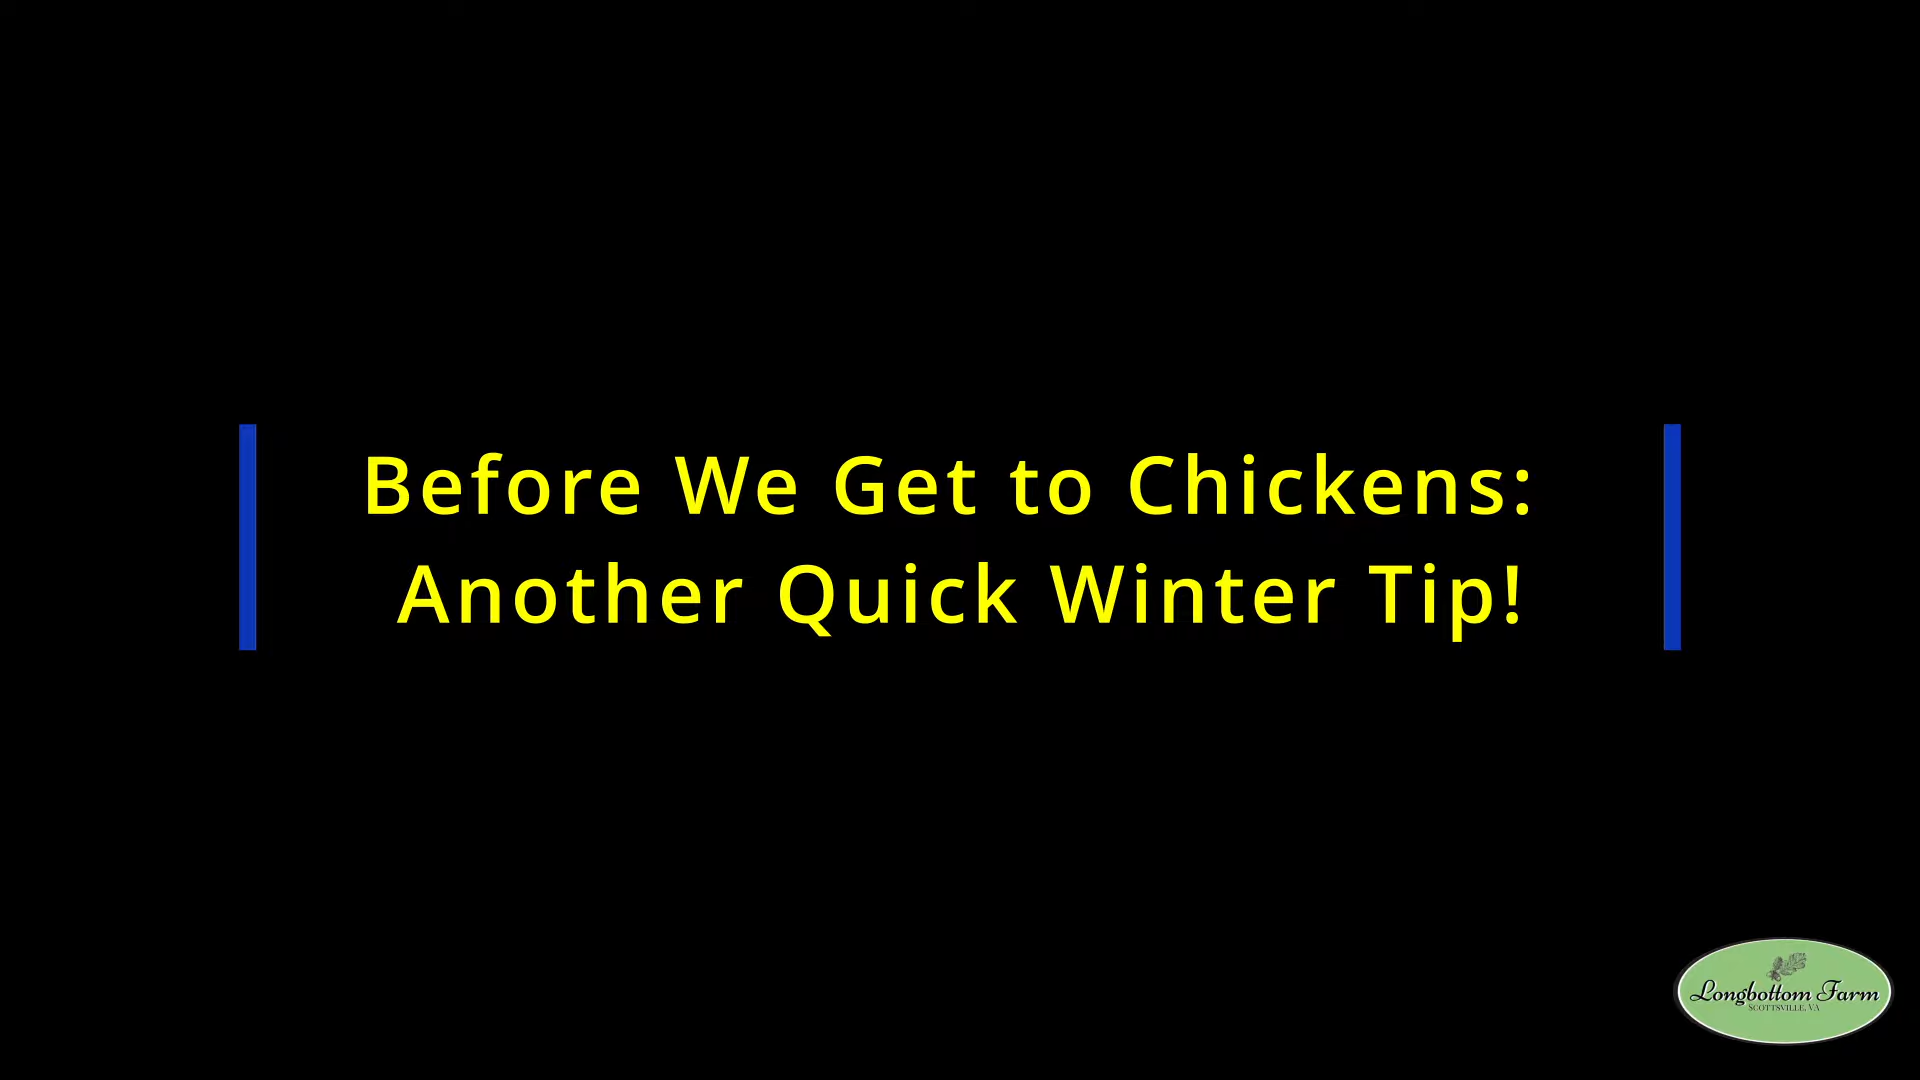 Before We Get to Chickens:
Another Quick Winter Tip!
Longbottom Farm
SCOTTSVILLE, VA